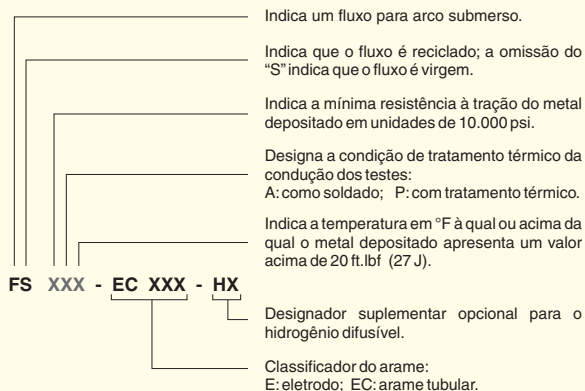 Indica um fluxo para arco submerso.
Indica que o fluxo é reciclado; a omissão do
“S” indica que o fluxo é virgem.
Indica a mínima resistência à tração do metal
depositado em unidades de 10.000 psi.
Designa a condição de tratamento térmico da
condução dos testes:
A: como soldado; P: com tratamento térmico.
Indica a temperatura em °F à qual ou acima da
qual o metal depositado apresenta um valor
acima de 20 ft.lbf (27 J).
FS XXX - EC XXX - HX
Designador suplementar opcional para o
hidrogênio difusível.
Classificador do arame:
E: eletrodo; EC: arame tubular.